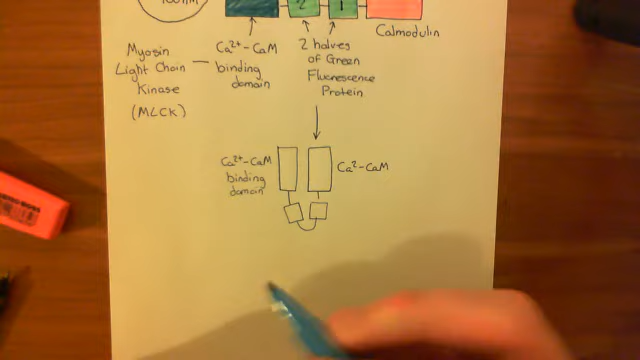 100nM
2 1
Calmodulin
Myosin
Light Chain
Kinase
(MLCK)
Ca²⁺-CaM
binding
domain
2 halves
of Green
Fluorescence
Protein
Ca²⁺-CaM
binding
domain
Ca²-CaM